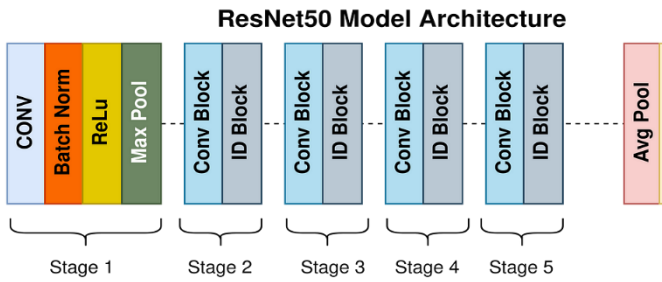 ResNet50 Model Architecture
CONV
Batch Norm
ReLu
Max Pool
Conv Block
ID Block
Conv Block
ID Block
Conv Block
ID Block
Conv Block
ID Block
Avg Pool
Stage 1
Stage 2
Stage 3
Stage 4
Stage 5